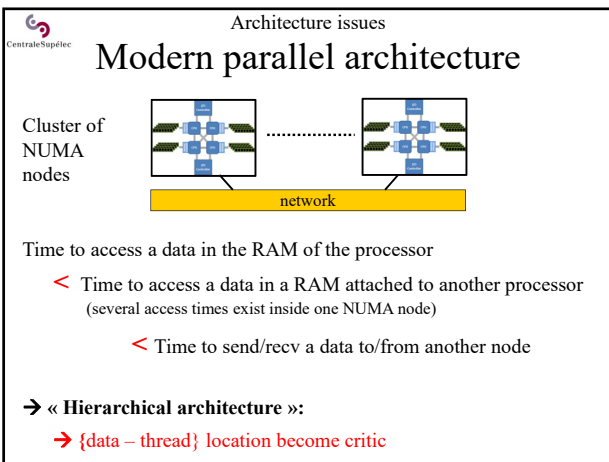 CentraleSupélec
Architecture issues
Modern parallel architecture
Cluster of
NUMA
nodes
network
Time to access a data in the RAM of the processor
< Time to access a data in a RAM attached to another processor
(several access times exist inside one NUMA node)
< Time to send/recv a data to/from another node
➔ « Hierarchical architecture »:
➔ {data – thread} location become critic